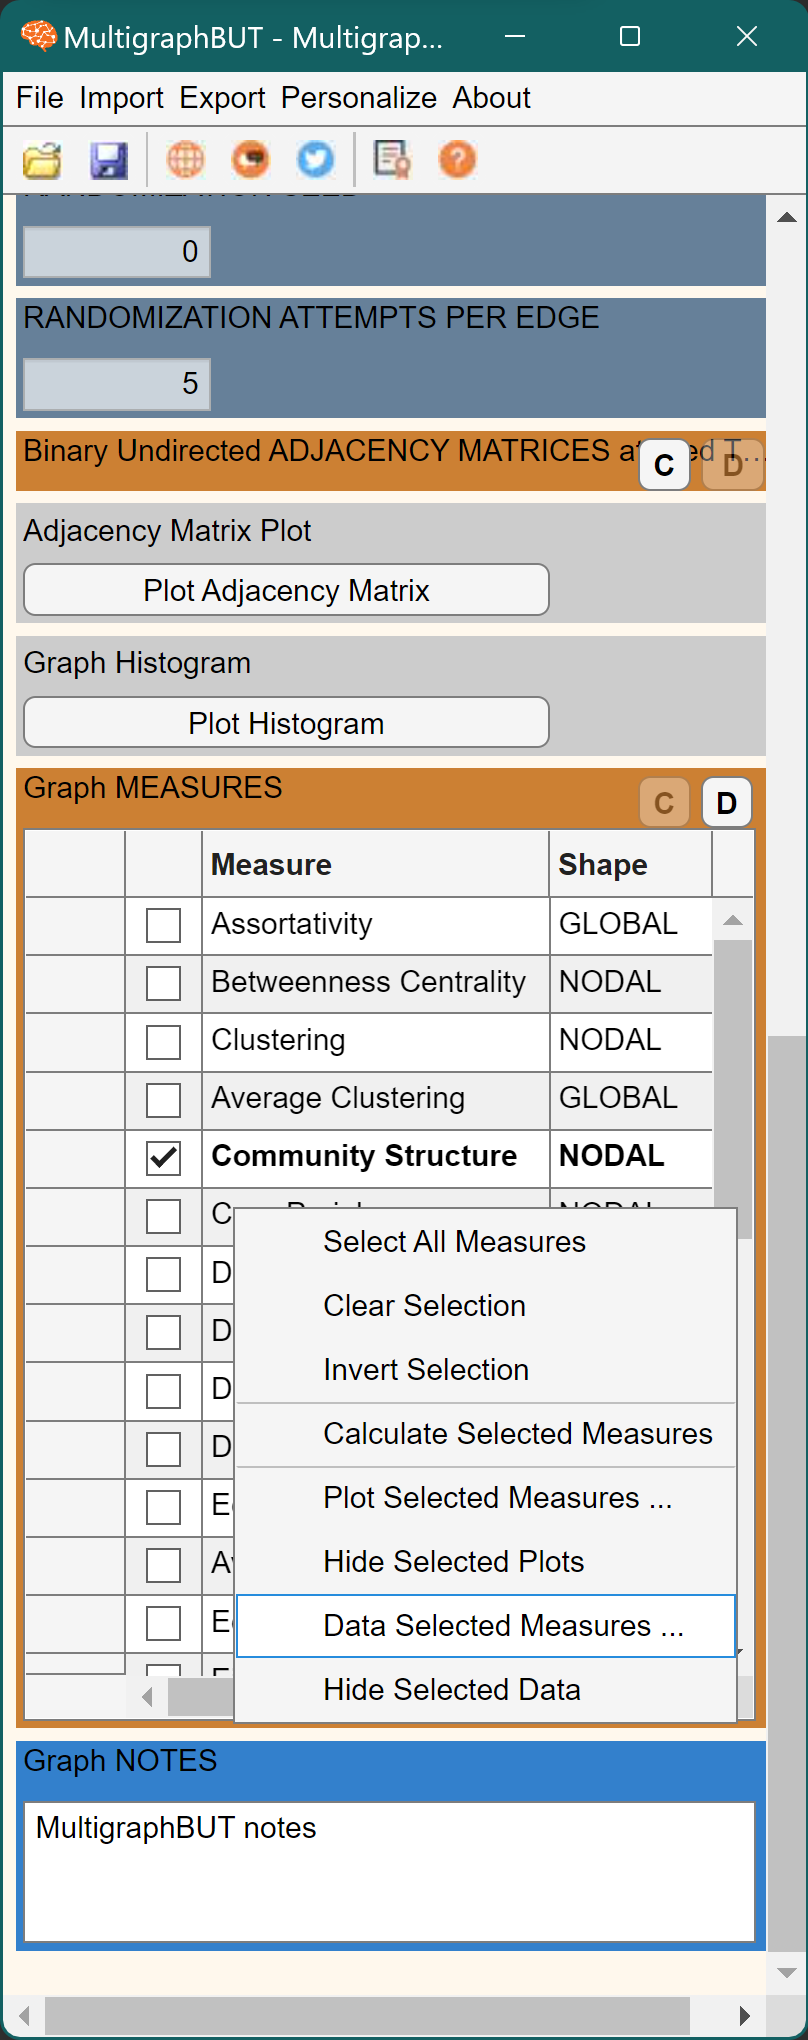 MultigraphBUT - Multigrap...
File Import Export Personalize About
0
RANDOMIZATION ATTEMPTS PER EDGE
5
Binary Undirected ADJACENCY MATRICES at
C
D
Adjacency Matrix Plot
Plot Adjacency Matrix
Graph Histogram
Plot Histogram
Graph MEASURES
C
D
Measure Shape
Assortativity GLOBAL
Betweenness Centrality NODAL
Clustering NODAL
Average Clustering GLOBAL
Community Structure NODAL
Select All Measures
Clear Selection
Invert Selection
Calculate Selected Measures
Plot Selected Measures ...
Hide Selected Plots
Data Selected Measures ...
Hide Selected Data
Graph NOTES
MultigraphBUT notes